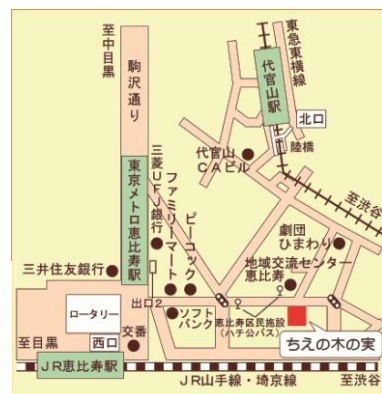 至中目黒
駒沢通り
代官山駅
東急東横線
北口
陸橋
代官山
CAビル
至渋谷
東京メトロ恵比寿駅
三菱UFJ銀行
ファミリーマート
ピーコック
劇団
ひまわり
地域交流センター
恵比寿
三井住友銀行
出口2
ロータリー
ソフト
バンク
恵比寿区民施設
(ハチ公バス)
ちえの木の実
至目黒
西口
交番
JR恵比寿駅
JR山手線・埼京線
至渋谷